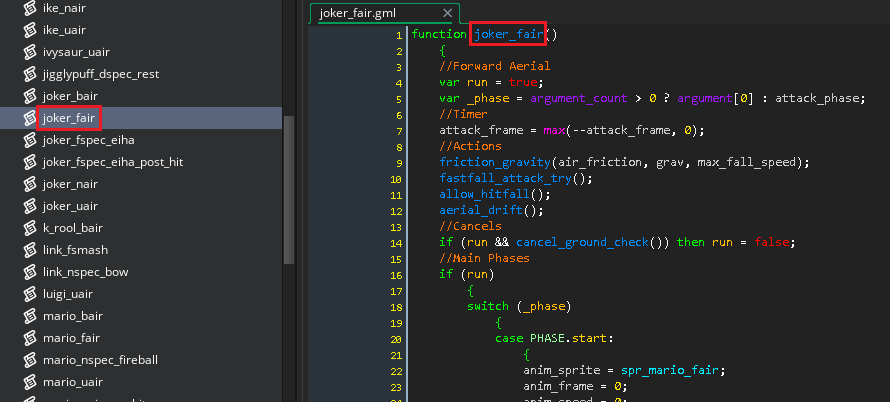 ike_nair
ike_uair
ivysaur_uair
jigglypuff_dspec_rest
joker_bair
joker_fair
joker_fspec_eiha
joker_fspec_eiha_post_hit
joker_nair
joker_uair
k_rool_bair
link_fsmash
link_nspec_bow
luigi_uair
mario_bair
mario_fair
mario_nspec_fireball
mario_uair
joker_fair.gml
1 function joker_fair()
2 {
3 //Forward Aerial
4 var run = true;
5 var _phase = argument_count > 0 ? argument[0] : attack_phase;
6 //Timer
7 attack_frame = max(--attack_frame, 0);
8 //Actions
9 friction_gravity(air_friction, grav, max_fall_speed);
10 fastfall_attack_try();
11 allow_hitfall();
12 aerial_drift();
13 //Cancels
14 if (run && cancel_ground_check()) then run = false;
15 //Main Phases
16 if (run)
17 {
18 switch (_phase)
19 {
20 case PHASE.start:
21 {
22 anim_sprite = spr_mario_fair;
23 anim_frame = 0;
24 anim_speed = 0;